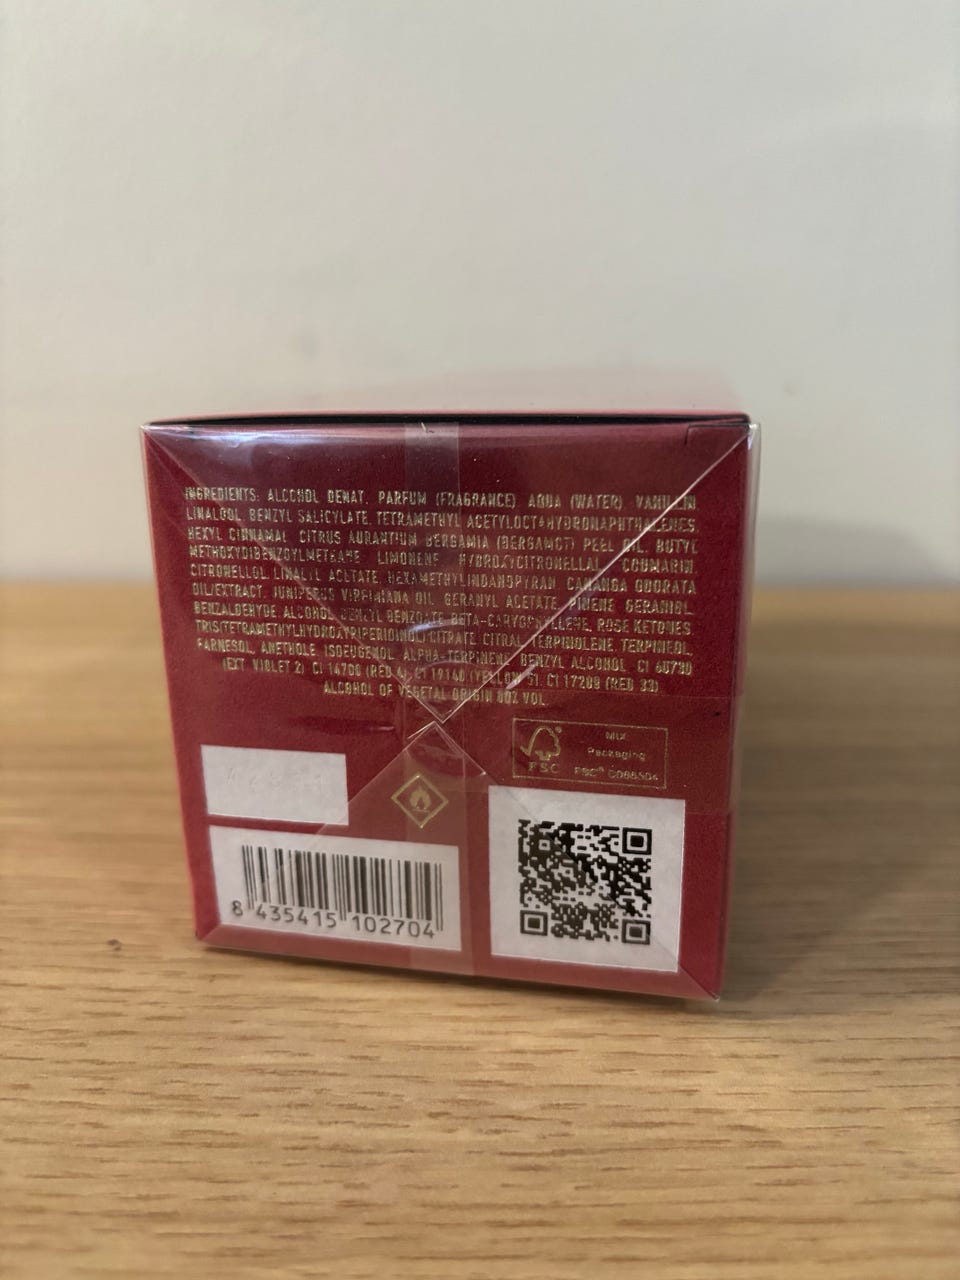 INGREDIENTS: ALCOHOL DENAT. PARFUM (FRAGRANCE) AQUA (WATER) VANILLIN
LINALOOL, BENZYL SALICYLATE, TETRAMETHYL ACETYLOCTAHYDRONAPHTHALENES,
HEXYL CINNAMAL CITRUS AURANTIUM BERGAMIA (BERGAMOT) PEEL OIL, BUTYL
METHOXYDIBENZOYLMETHANE LIMONENE HYDROXYCITRONELLAL COUMARIN
CITRONELLOL LINALYL ACETATE, HEXAMETHYLINDANOPYRAN CANANGA ODORATA
OIL/EXTRACT, JUNIPERUS VIRGINIANA OIL GERANYL ACETATE, PINENE GERANIOL
BENZALDEHYDE ALCOHOL BENZYL BENZOATE BETA-CARYOPHYLLENE, ROSE KETONES
TRIS(TETRAMETHYLHYDROXYPIPERIDINOL) CITRATE CITRAL TERPINOLENE, TERPINEOL,
FARNESOL, ANETHOLE ISOEUGENOL ALPHA-TERPINENE BENZYL ALCOHOL CI 60730
(EXT VIOLET 2) CI 14700 (RED 4), CI 19140 (YELLOW 5), CI 17200 (RED 33)
ALCOHOL OF VEGETAL ORIGIN 80% VOL
MIX
Packaging
FSC FSC®
8 435415 102704